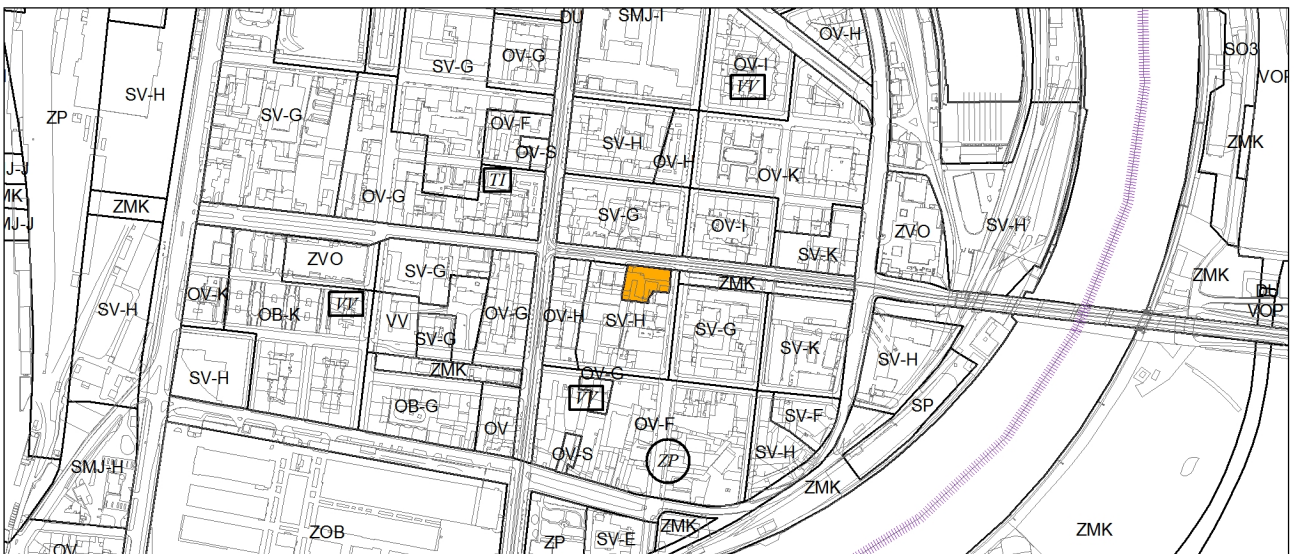 DU
SMJ-I
OV-H
SO3
SV-G
OV-G
OV-I
VOP
SV-H
VV
ZP
SV-G
OV-F
SV-H
OV-S
OV-H
ZMK
J-J
OV-K
TI
OV-G
MK
ZMK
SV-G
OV-I
MJ-J
ZVO
SV-H
SV-K
ZVO
SV-G
ZMK
ZMK
OV-K
VV
SV-H
OB-K
OV-G
OV-H
VOP
VV
SV-H
SV-G
SV-G
SV-K
SV-H
ZMK
SV-H
OV-G
VV
OB-G
SP
SV-F
OV
OV-F
OV-S
SV-H
ZP
SMJ-H
ZMK
ZMK
ZMK
ZOB
ZP
SV-E
OV